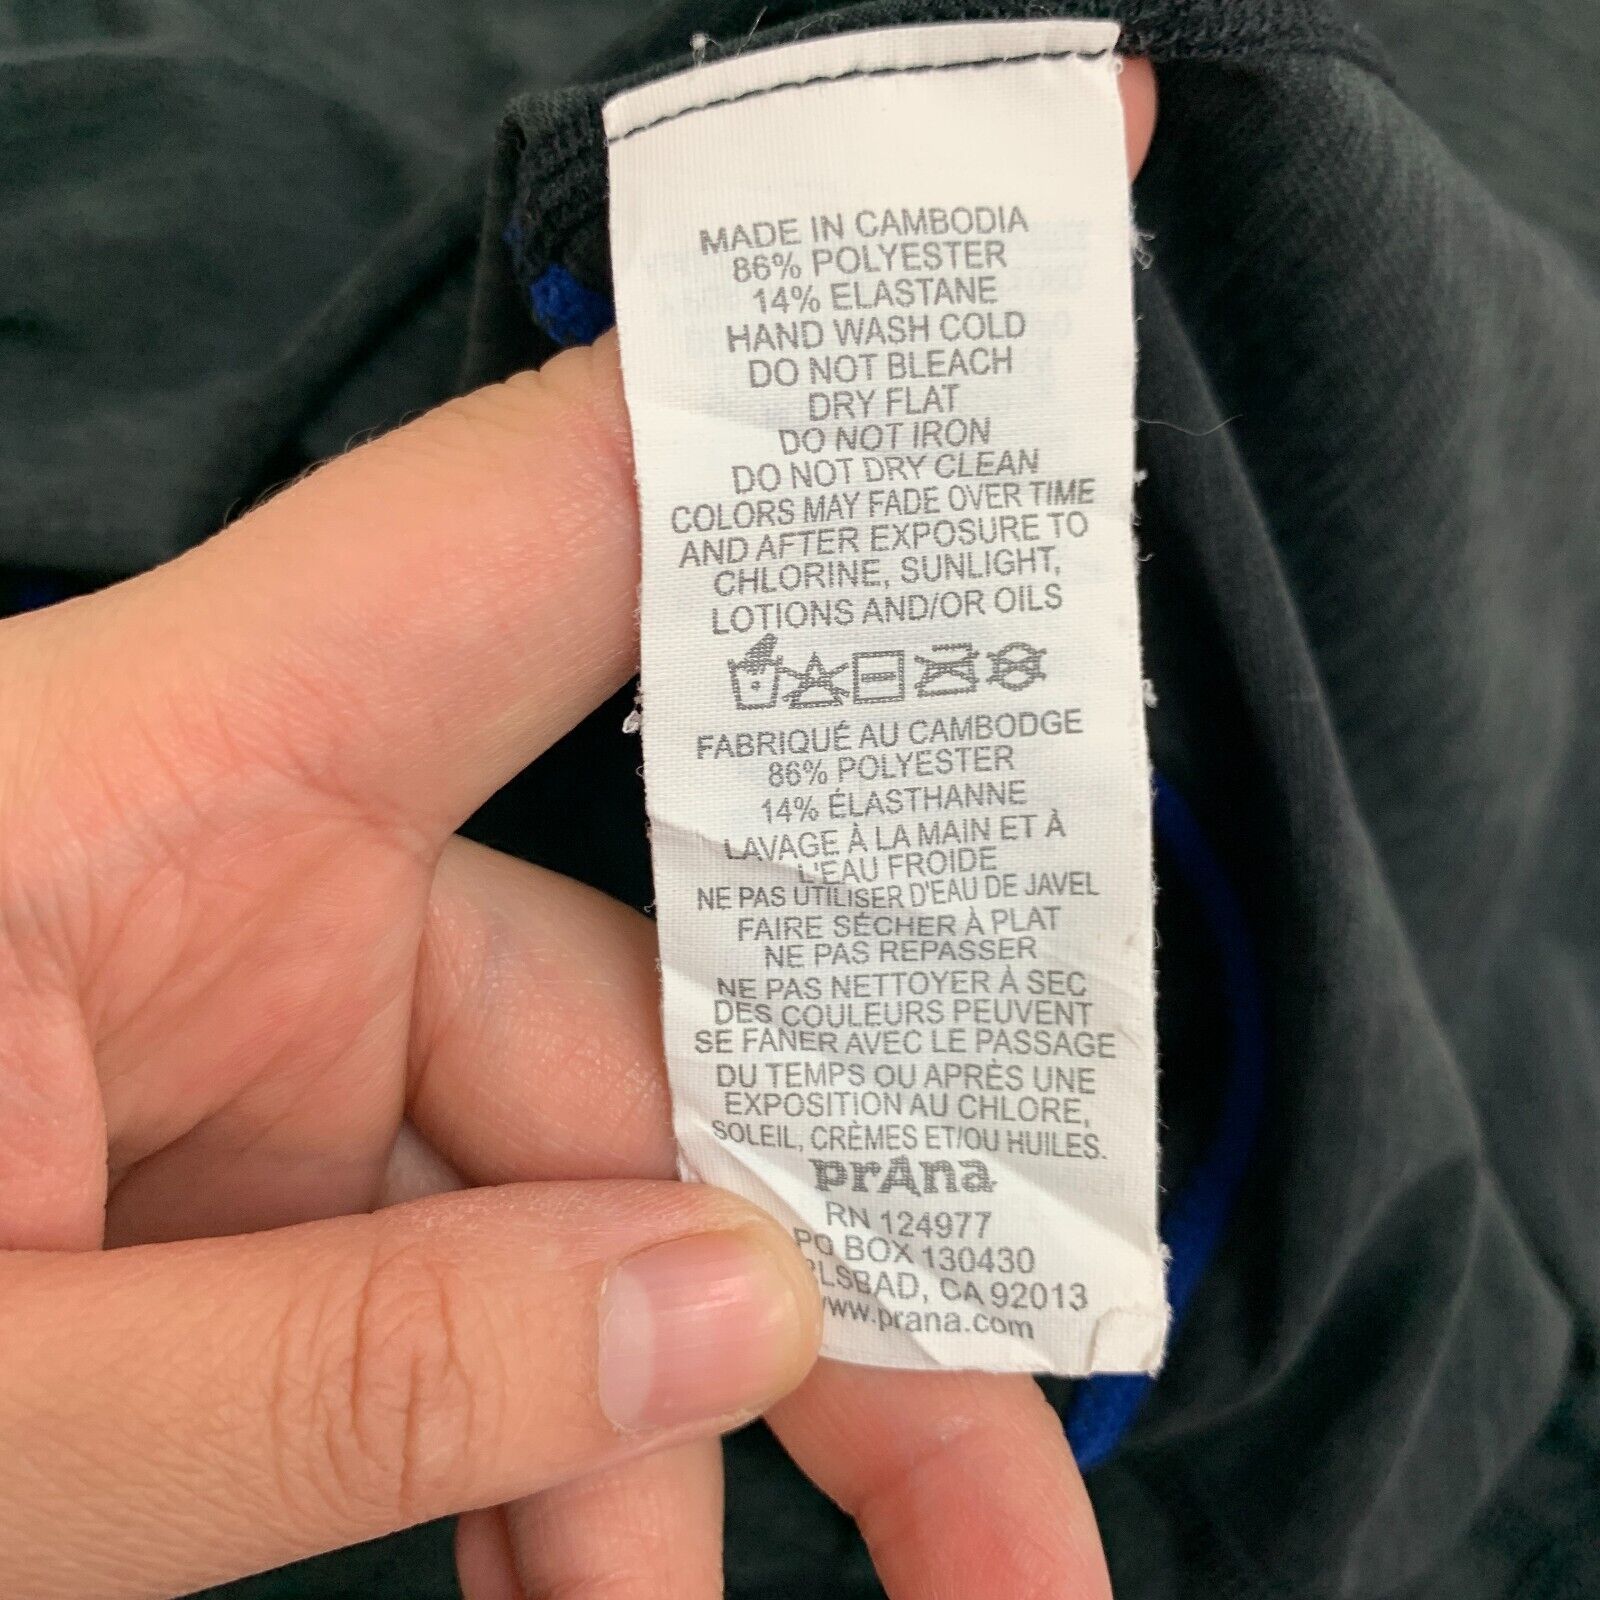 MADE IN CAMBODIA
86% POLYESTER
14% ELASTANE
HAND WASH COLD
DO NOT BLEACH
DRY FLAT
DO NOT IRON
DO NOT DRY CLEAN
COLORS MAY FADE OVER TIME
AND AFTER EXPOSURE TO
CHLORINE, SUNLIGHT,
LOTIONS AND/OR OILS
FABRIQUÉ AU CAMBODGE
86% POLYESTER
14% ÉLASTHANNE
LAVAGE À LA MAIN ET À
L'EAU FROIDE
NE PAS UTILISER D'EAU DE JAVEL
FAIRE SÉCHER À PLAT
NE PAS REPASSER
NE PAS NETTOYER À SEC
DES COULEURS PEUVENT
SE FANER AVEC LE PASSAGE
DU TEMPS OU APRÈS UNE
EXPOSITION AU CHLORE,
SOLEIL, CRÈMES ET/OU HUILES.
prAna
RN 124977
PO BOX 130430
RLSBAD, CA 92013
www.prana.com